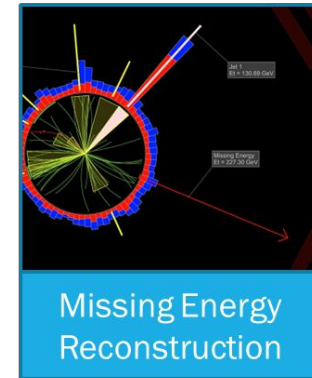 Jet 1
Et = 130.69 GeV
Missing Energy
Et = 227.30 GeV
Missing Energy
Reconstruction